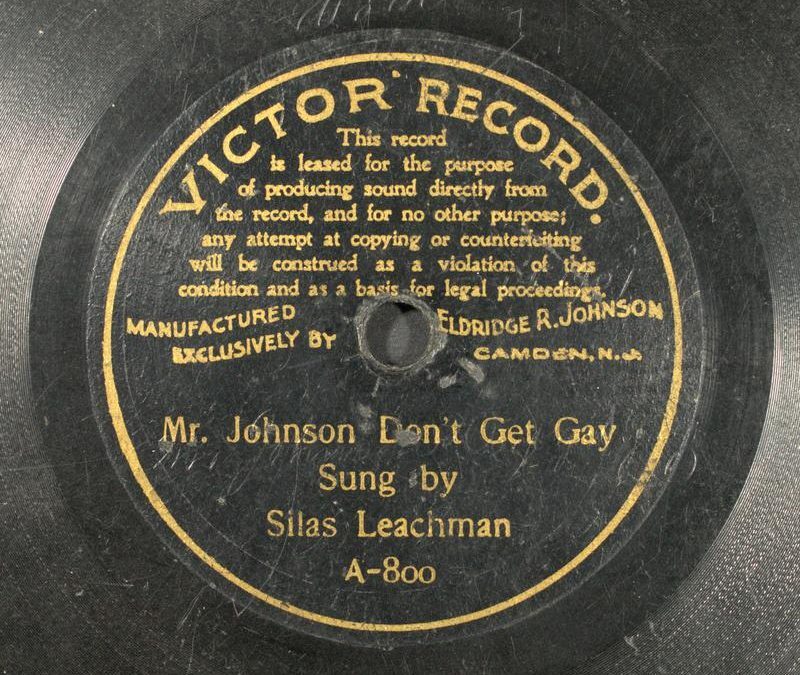 VICTOR RECORD.
This record
is leased for the purpose
of producing sound directly from
the record, and for no other purpose;
any attempt at copying or counterfeiting
will be construed as a violation of this
condition and as a basis for legal proceedings.
MANUFACTURED
EXCLUSIVELY BY
ELDRIDGE R. JOHNSON
CAMDEN, N.J.
Mr. Johnson Don't Get Gay
Sung by
Silas Leachman
A-800